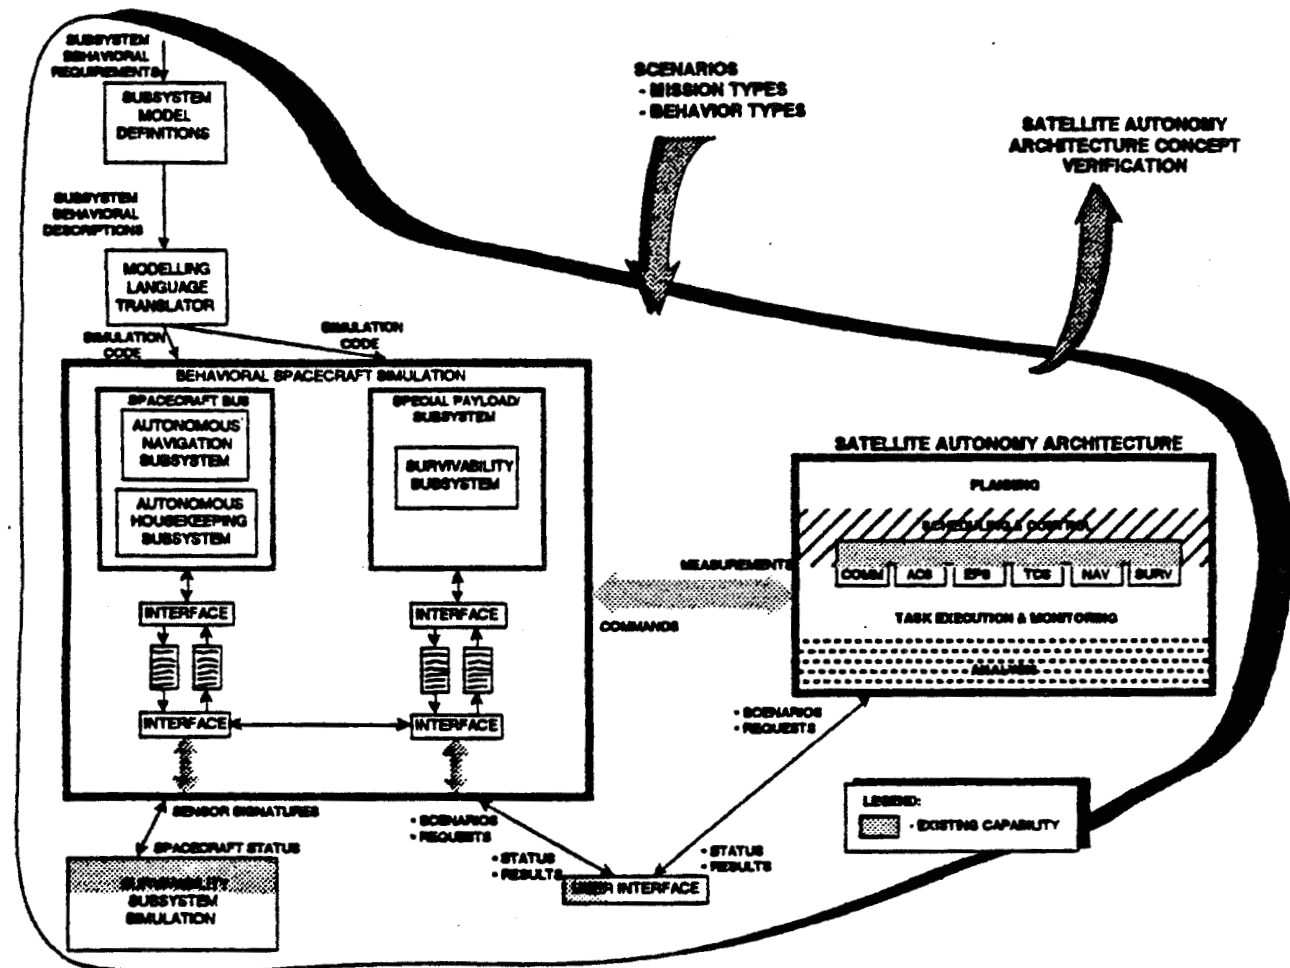 SUBSYSTEM
BEHAVIORAL
REQUIREMENTS
SUBSYSTEM
MODEL
DEFINITIONS
SUBSYSTEM
BEHAVIORAL
DESCRIPTIONS
MODELLING
LANGUAGE
TRANSLATOR
SIMULATION
CODE
SIMULATION
CODE
SCENARIOS
- MISSION TYPES
- BEHAVIOR TYPES
SATELLITE AUTONOMY
ARCHITECTURE CONCEPT
VERIFICATION
BEHAVIORAL SPACECRAFT SIMULATION
SPACECRAFT BUS
AUTONOMOUS
NAVIGATION
SUBSYSTEM
AUTONOMOUS
HOUSEKEEPING
SUBSYSTEM
SPECIAL PAYLOAD/
SUBSYSTEM
SURVIVABILITY
SUBSYSTEM
INTERFACE
INTERFACE
INTERFACE
INTERFACE
MEASUREMENTS
COMMANDS
SATELLITE AUTONOMY ARCHITECTURE
PLANNING
SCHEDULING & CONTROL
COMM
ACS
EPS
TCS
NAV
SURV
TASK EXECUTION & MONITORING
ANALYSIS
• SCENARIOS
• REQUESTS
SENSOR SIGNATURES
SPACECRAFT STATUS
SURVIVABILITY
SUBSYSTEM
SIMULATION
• SCENARIOS
• REQUESTS
• STATUS
• RESULTS
USER INTERFACE
• STATUS
• RESULTS
LEGEND:
- EXISTING CAPABILITY